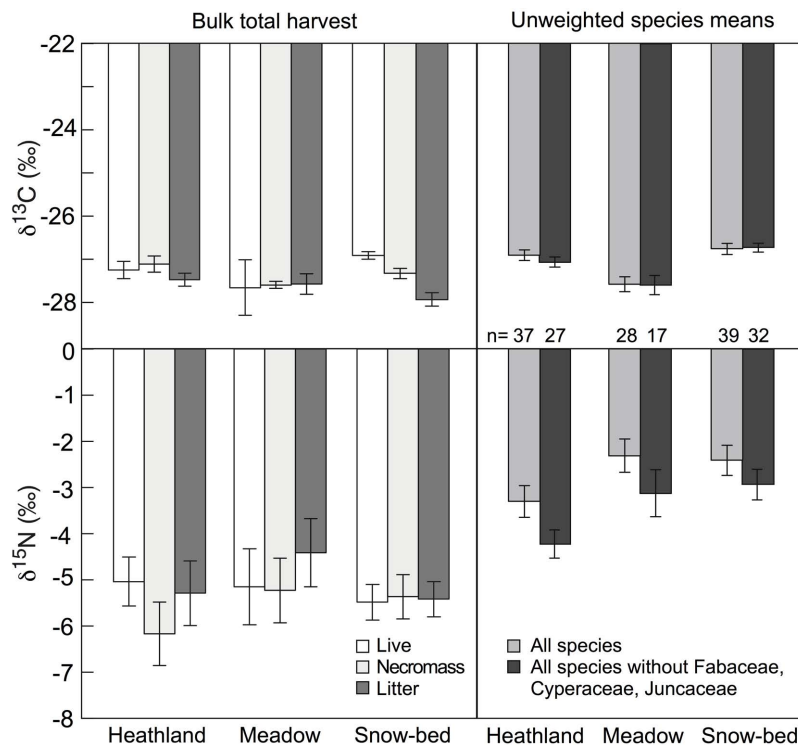 Bulk total harvest
Unweighted species means
-22
-24
-26
-28
δ¹³C (‰)
n= 37 27
28 17
39 32
0
-1
-2
-3
-4
-5
-6
-7
-8
δ¹⁵N (‰)
Live
Necromass
Litter
All species
All species without Fabaceae,
Cyperaceae, Juncaceae
Heathland
Meadow
Snow-bed
Heathland
Meadow
Snow-bed